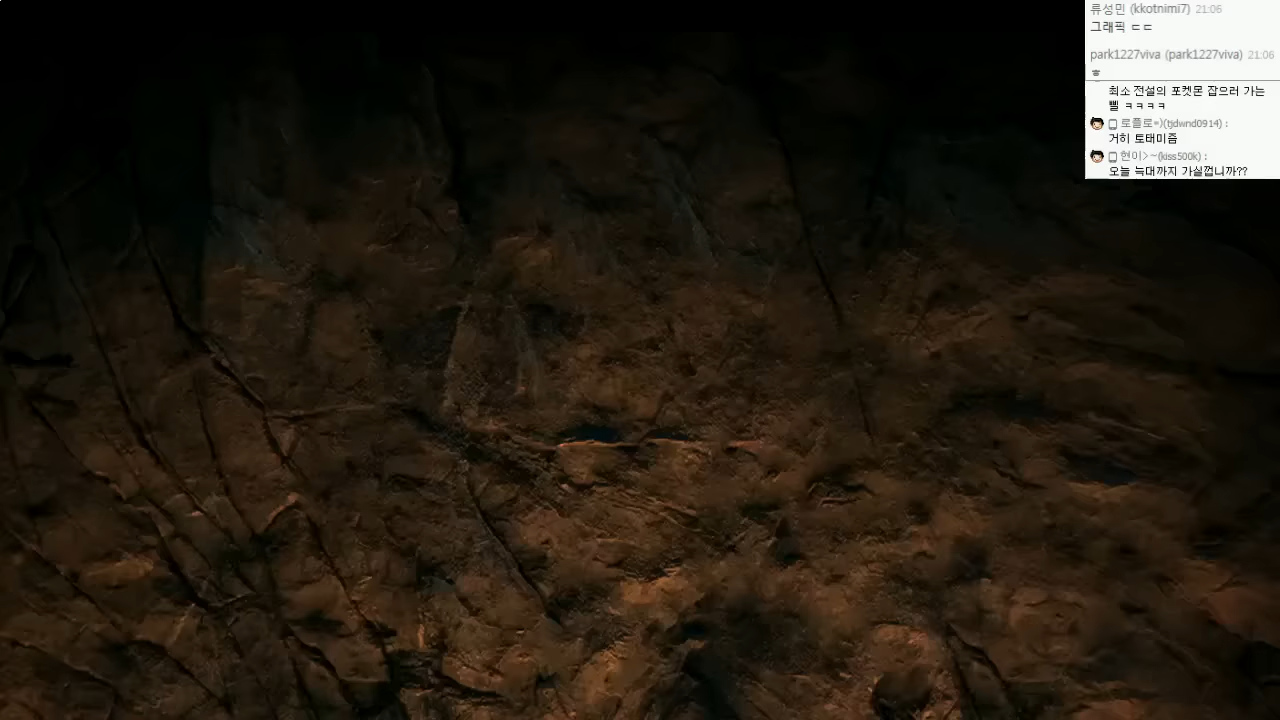 류성민 (kkotnimi7) 21:06
그래픽 ㄷㄷ
park1227viva (park1227viva) 21:06
ㅎ
최소 전설의 포켓몬 잡으러 가는
삘 ㅋㅋㅋㅋ
로플로=)(tjdwnd0914) :
거히 토태미즘
현이>~(kiss500k) :
오늘 늑대까지 가실껍니까??